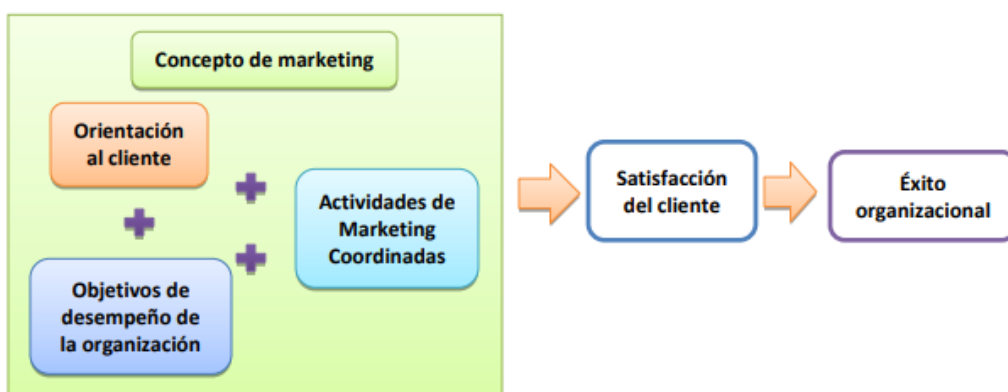 Concepto de marketing
Orientación
al cliente
Actividades de
Marketing
Coordinadas
Objetivos de
desempeño de
la organización
Satisfacción
del cliente
Éxito
organizacional